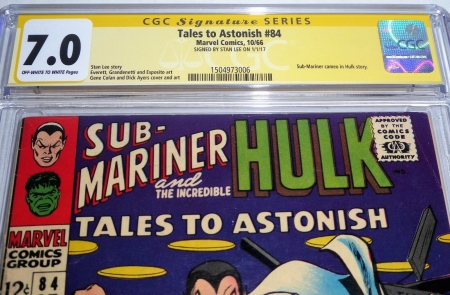 CGC Signature SERIES
7.0
OFF-WHITE TO WHITE Pages
Tales to Astonish #84
Marvel Comics, 10/66
SIGNED BY STAN LEE ON 1/1/17
Stan Lee story
Everett, Grandenetti and Esposito art
Gene Colan and Dick Ayers cover and art
Sub-Mariner cameo in Hulk story.
1504973006
CGC
SUB-
MARINER
and
THE INCREDIBLE
HULK
APPROVED
BY THE
COMICS
CODE
AUTHORITY
TALES TO ASTONISH
MARVEL
COMICS
GROUP
12¢ 84